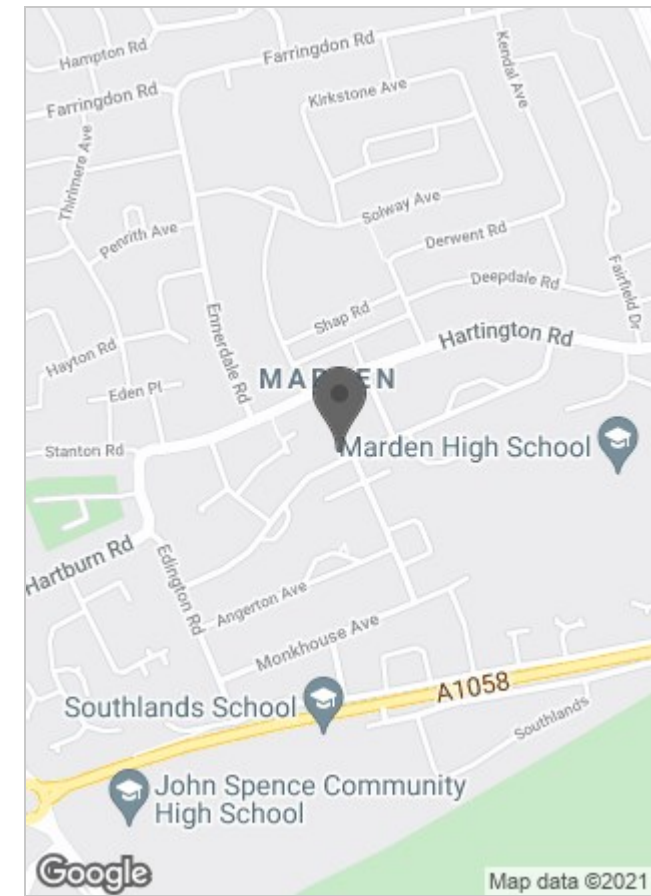 Hampton Rd
Farringdon Rd
Farringdon Rd
Kendal Ave
Kirkstone Ave
Thirlmere Ave
Solway Ave
Penrith Ave
Derwent Rd
Fairfield Dr
Deepdale Rd
Ennerdale Rd
Shap Rd
Hartington Rd
Hayton Rd
MARDEN
Eden Pl
Stanton Rd
Marden High School
Hartburn Rd
Edington Rd
Angerton Ave
Monkhouse Ave
A1058
Southlands School
Southlands
John Spence Community
High School
Google
Map data ©2021